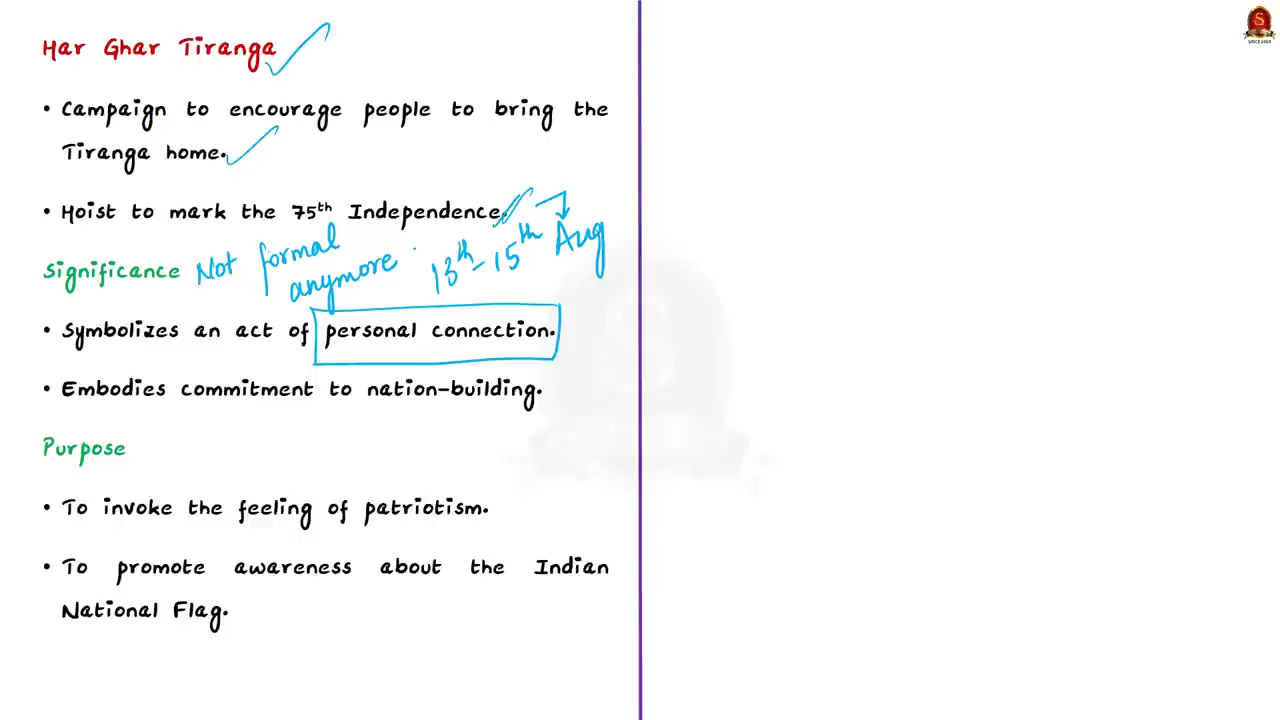 Har Ghar Tiranga
• Campaign to encourage people to bring the
Tiranga home.
• Hoist to mark the 75th Independence.
Not formal
anymore
13th-15th Aug
Significance
• Symbolizes an act of personal connection.
• Embodies commitment to nation-building.
Purpose
• To invoke the feeling of patriotism.
• To promote awareness about the Indian
National Flag.
S
SINCE 2004